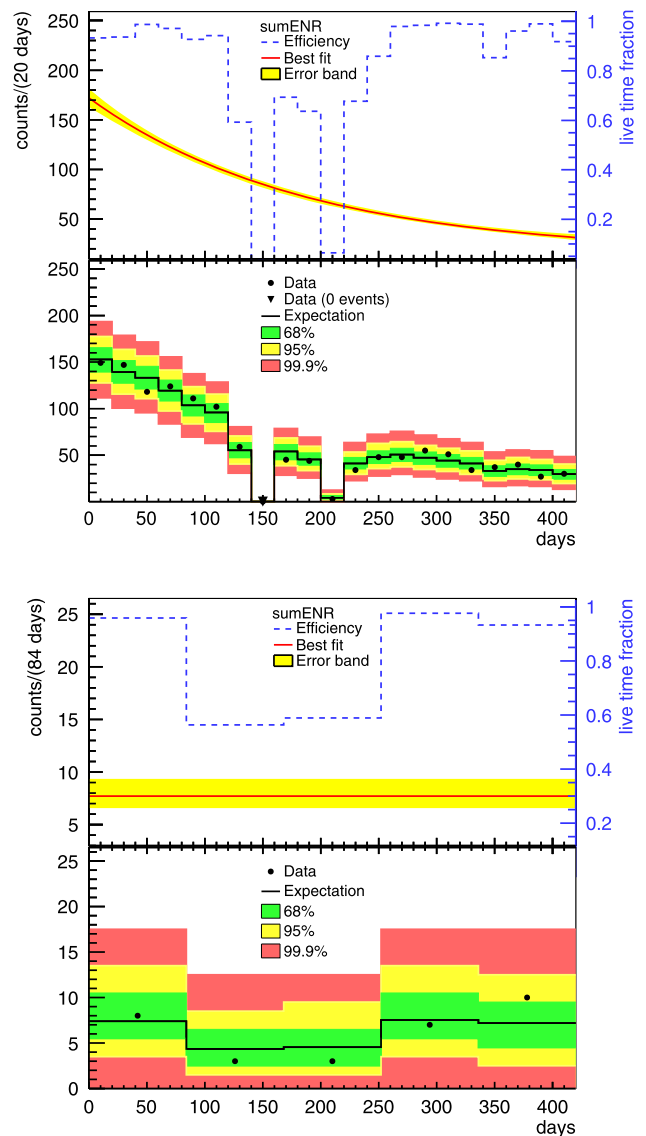 sumENR
Efficiency
Best fit
Error band
counts/(20 days)
live time fraction
250
200
150
100
50
1
0.8
0.6
0.4
0.2
Data
Data (0 events)
Expectation
68%
95%
99.9%
250
200
150
100
50
0 50 100 150 200 250 300 350 400
days
sumENR
Efficiency
Best fit
Error band
counts/(84 days)
live time fraction
25
20
15
10
5
1
0.8
0.6
0.4
0.2
Data
Expectation
68%
95%
99.9%
25
20
15
10
5
0
0 50 100 150 200 250 300 350 400
days